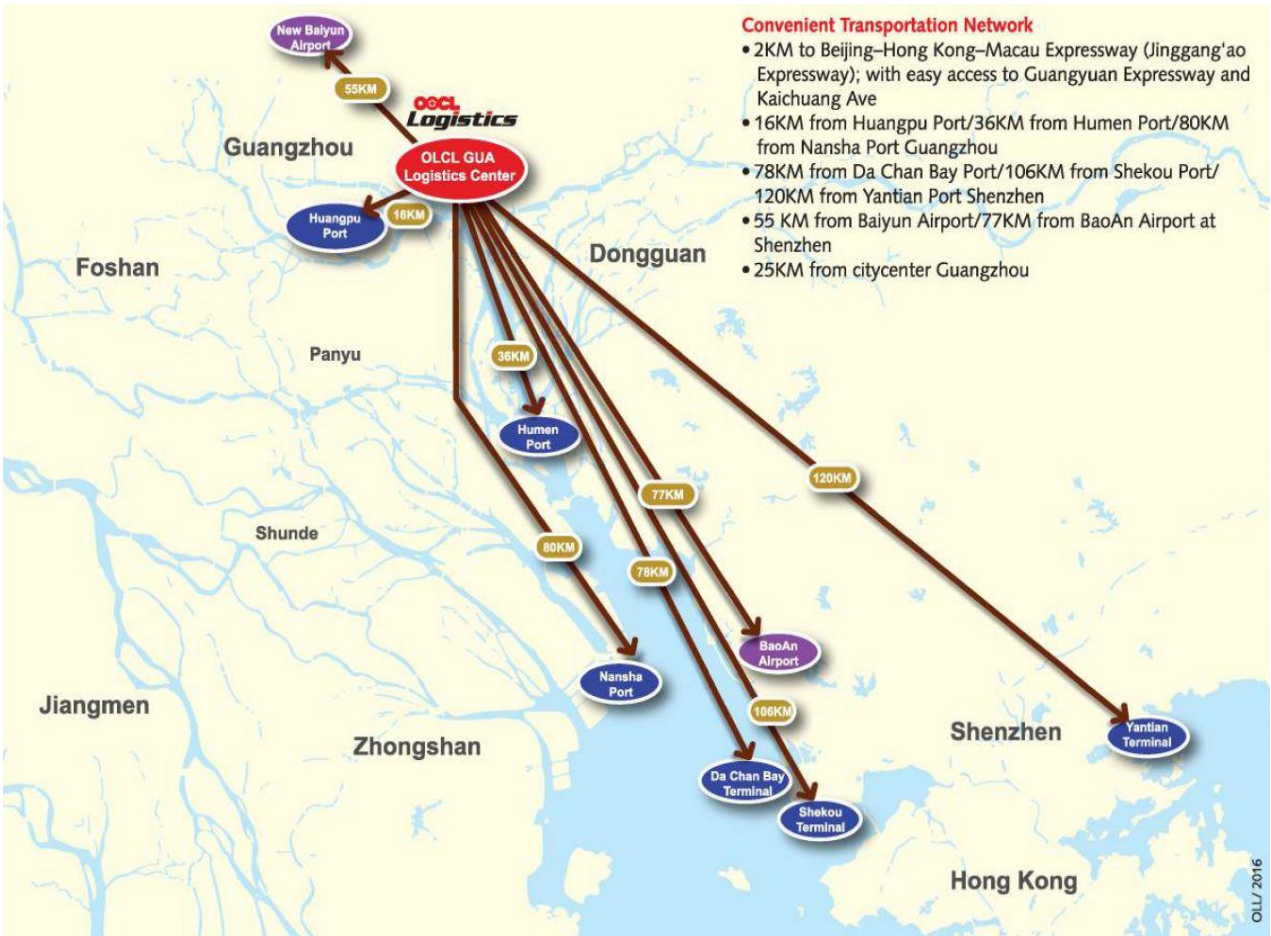 New Baiyun
Airport
55KM
OOCL
Logistics
Guangzhou
OLCL GUA
Logistics Center
Huangpu
Port
16KM
Foshan
Dongguan
Convenient Transportation Network
• 2KM to Beijing–Hong Kong–Macau Expressway (Jinggang'ao
Expressway); with easy access to Guangyuan Expressway and
Kaichuang Ave
• 16KM from Huangpu Port/36KM from Humen Port/80KM
from Nansha Port Guangzhou
• 78KM from Da Chan Bay Port/106KM from Shekou Port/
120KM from Yantian Port Shenzhen
• 55 KM from Baiyun Airport/77KM from BaoAn Airport at
Shenzhen
• 25KM from citycenter Guangzhou
Panyu
36KM
Humen
Port
120KM
77KM
Shunde
80KM
78KM
BaoAn
Airport
Nansha
Port
Jiangmen
106KM
Zhongshan
Shenzhen
Yantian
Terminal
Da Chan Bay
Terminal
Shekou
Terminal
Hong Kong
OLL/ 2016